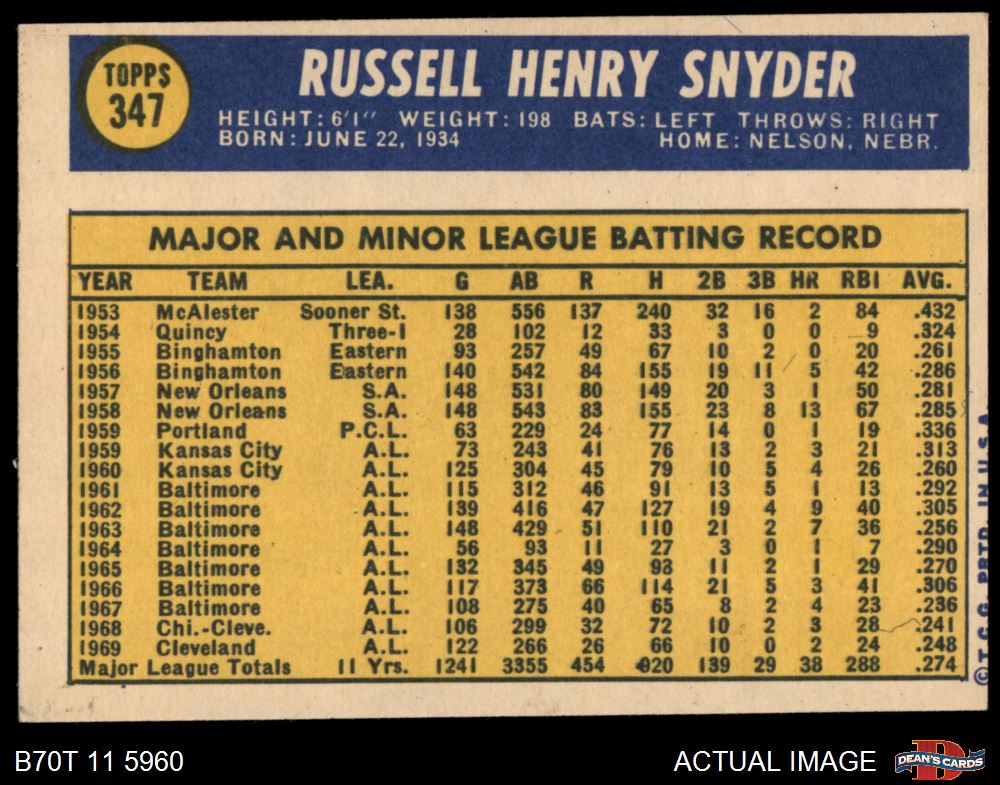 TOPPS
347
RUSSELL HENRY SNYDER
HEIGHT: 6'1" WEIGHT: 198 BATS: LEFT THROWS: RIGHT
BORN: JUNE 22, 1934 HOME: NELSON, NEBR.
MAJOR AND MINOR LEAGUE BATTING RECORD
YEAR TEAM LEA. G AB R H 2B 3B HR RBI AVG.
1953 McAlester Sooner St. 138 556 137 240 32 16 2 84 .432
1954 Quincy Three-I 28 102 12 33 3 0 0 9 .324
1955 Binghamton Eastern 93 257 49 67 10 2 0 20 .261
1956 Binghamton Eastern 140 542 84 155 19 11 5 42 .286
1957 New Orleans S.A. 148 531 80 149 20 3 1 50 .281
1958 New Orleans S.A. 148 543 83 155 23 8 13 67 .285
1959 Portland P.C.L. 63 229 24 77 14 0 1 19 .336
1959 Kansas City A.L. 73 243 41 76 13 2 3 21 .313
1960 Kansas City A.L. 125 304 45 79 10 5 4 26 .260
1961 Baltimore A.L. 115 312 46 91 13 5 1 13 .292
1962 Baltimore A.L. 139 416 47 127 19 4 9 40 .305
1963 Baltimore A.L. 148 429 51 110 21 2 7 36 .256
1964 Baltimore A.L. 56 93 11 27 3 0 1 7 .290
1965 Baltimore A.L. 132 345 49 93 11 2 1 29 .270
1966 Baltimore A.L. 117 373 66 114 21 5 3 41 .306
1967 Baltimore A.L. 108 275 40 65 8 2 4 23 .236
1968 Chi.-Cleve. A.L. 106 299 32 72 10 2 3 28 .241
1969 Cleveland A.L. 122 266 26 66 10 0 2 24 .248
Major League Totals 11 Yrs. 1241 3355 454 920 139 29 38 288 .274
© T.C.G. PRTD. IN U.S.A.
B70T 11 5960
ACTUAL IMAGE
D
DEAN'S CARDS